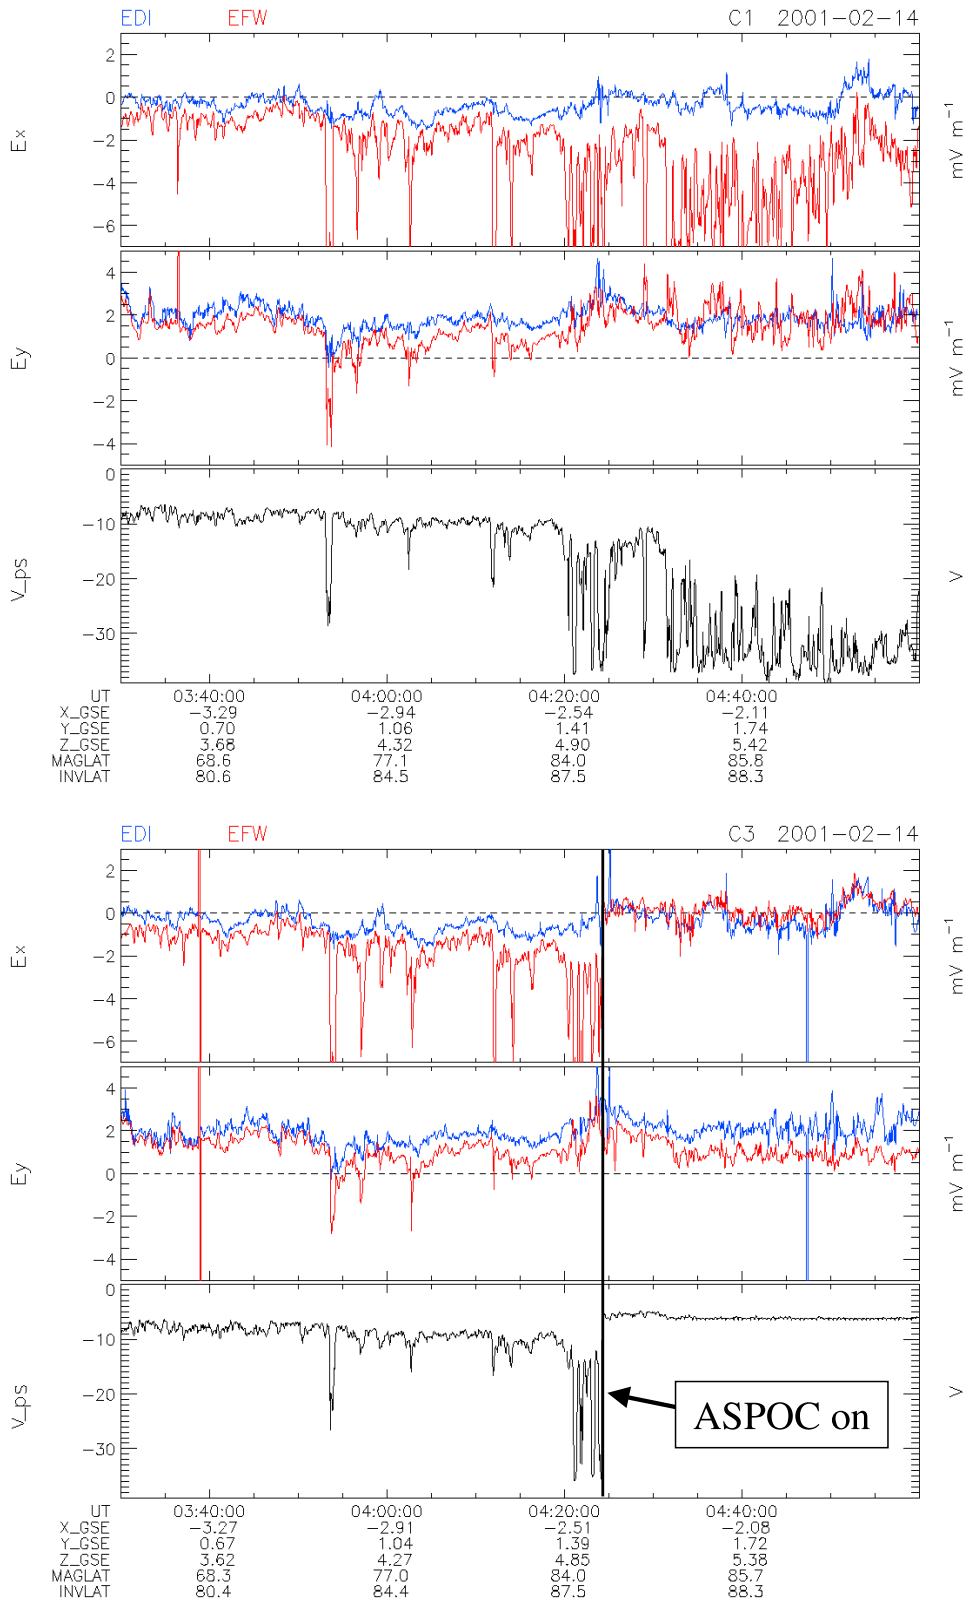 EDI EFW C1 2001-02-14
2
0
-2
-4
-6
Ex
mV m-1
4
2
0
-2
-4
Ey
mV m-1
0
-10
-20
-30
V_ps
V
UT 03:40:00 04:00:00 04:20:00 04:40:00
X_GSE -3.29 -2.94 -2.54 -2.11
Y_GSE 0.70 1.06 1.41 1.74
Z_GSE 3.68 4.32 4.90 5.42
MAGLAT 68.6 77.1 84.0 85.8
INVLAT 80.6 84.5 87.5 88.3
EDI EFW C3 2001-02-14
2
0
-2
-4
-6
Ex
mV m-1
4
2
0
-2
-4
Ey
mV m-1
0
-10
-20
-30
V_ps
V
ASPOC on
UT 03:40:00 04:00:00 04:20:00 04:40:00
X_GSE -3.27 -2.91 -2.51 -2.08
Y_GSE 0.67 1.04 1.39 1.72
Z_GSE 3.62 4.27 4.85 5.38
MAGLAT 68.3 77.0 84.0 85.7
INVLAT 80.4 84.4 87.5 88.3